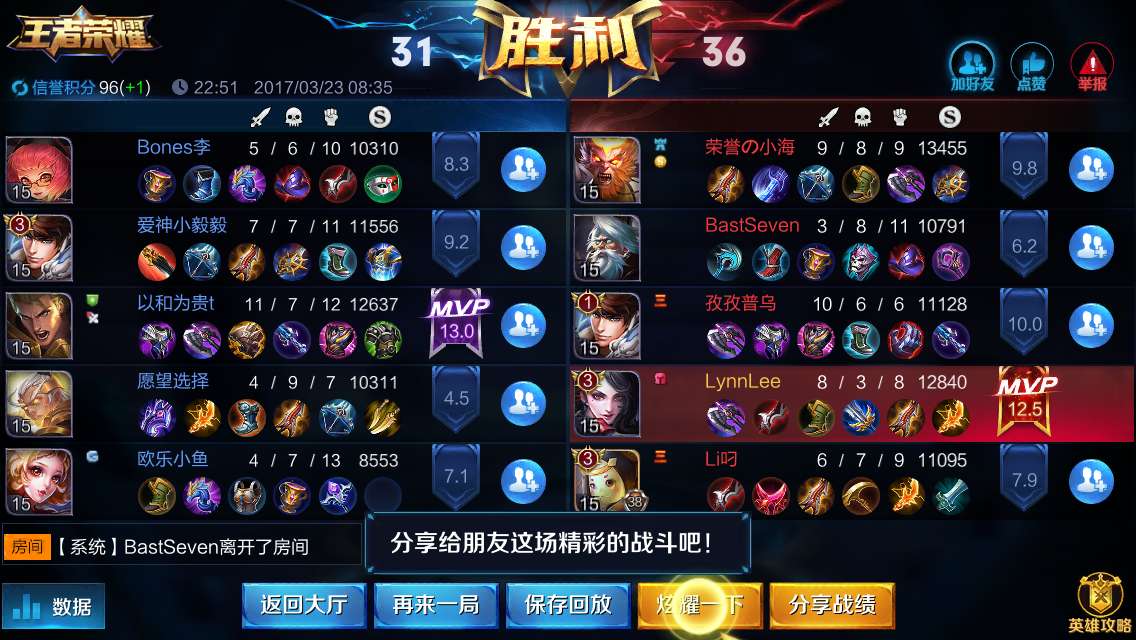 王者荣耀
31 胜利 36
信誉积分 96(+1) 22:51 2017/03/23 08:35
加好友 点赞 举报
S S
15 Bones李 5 / 6 / 10 10310 8.3
15 荣誉の小海 9 / 8 / 9 13455 9.8
3 15 爱神小毅毅 7 / 7 / 11 11556 9.2
15 BastSeven 3 / 8 / 11 10791 6.2
15 以和为贵t 11 / 7 / 12 12637 MVP 13.0
1 15 三 孜孜普乌 10 / 6 / 6 11128 10.0
15 愿望选择 4 / 9 / 7 10311 4.5
3 15 LynnLee 8 / 3 / 8 12840 MVP 12.5
15 欧乐小鱼 4 / 7 / 13 8553 7.1
3 15 38 三 Li叼 6 / 7 / 9 11095 7.9
房间【系统】BastSeven离开了房间
分享给朋友这场精彩的战斗吧！
数据 返回大厅 再来一局 保存回放 炫耀一下 分享战绩 英雄攻略